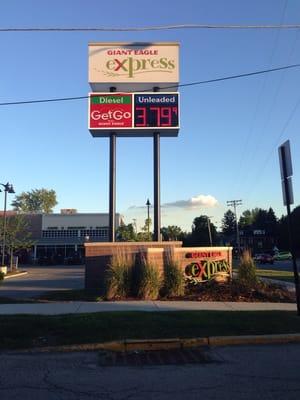 GIANT EAGLE
express
Diesel Unleaded
GetGo 3.79
GIANT EAGLE
express